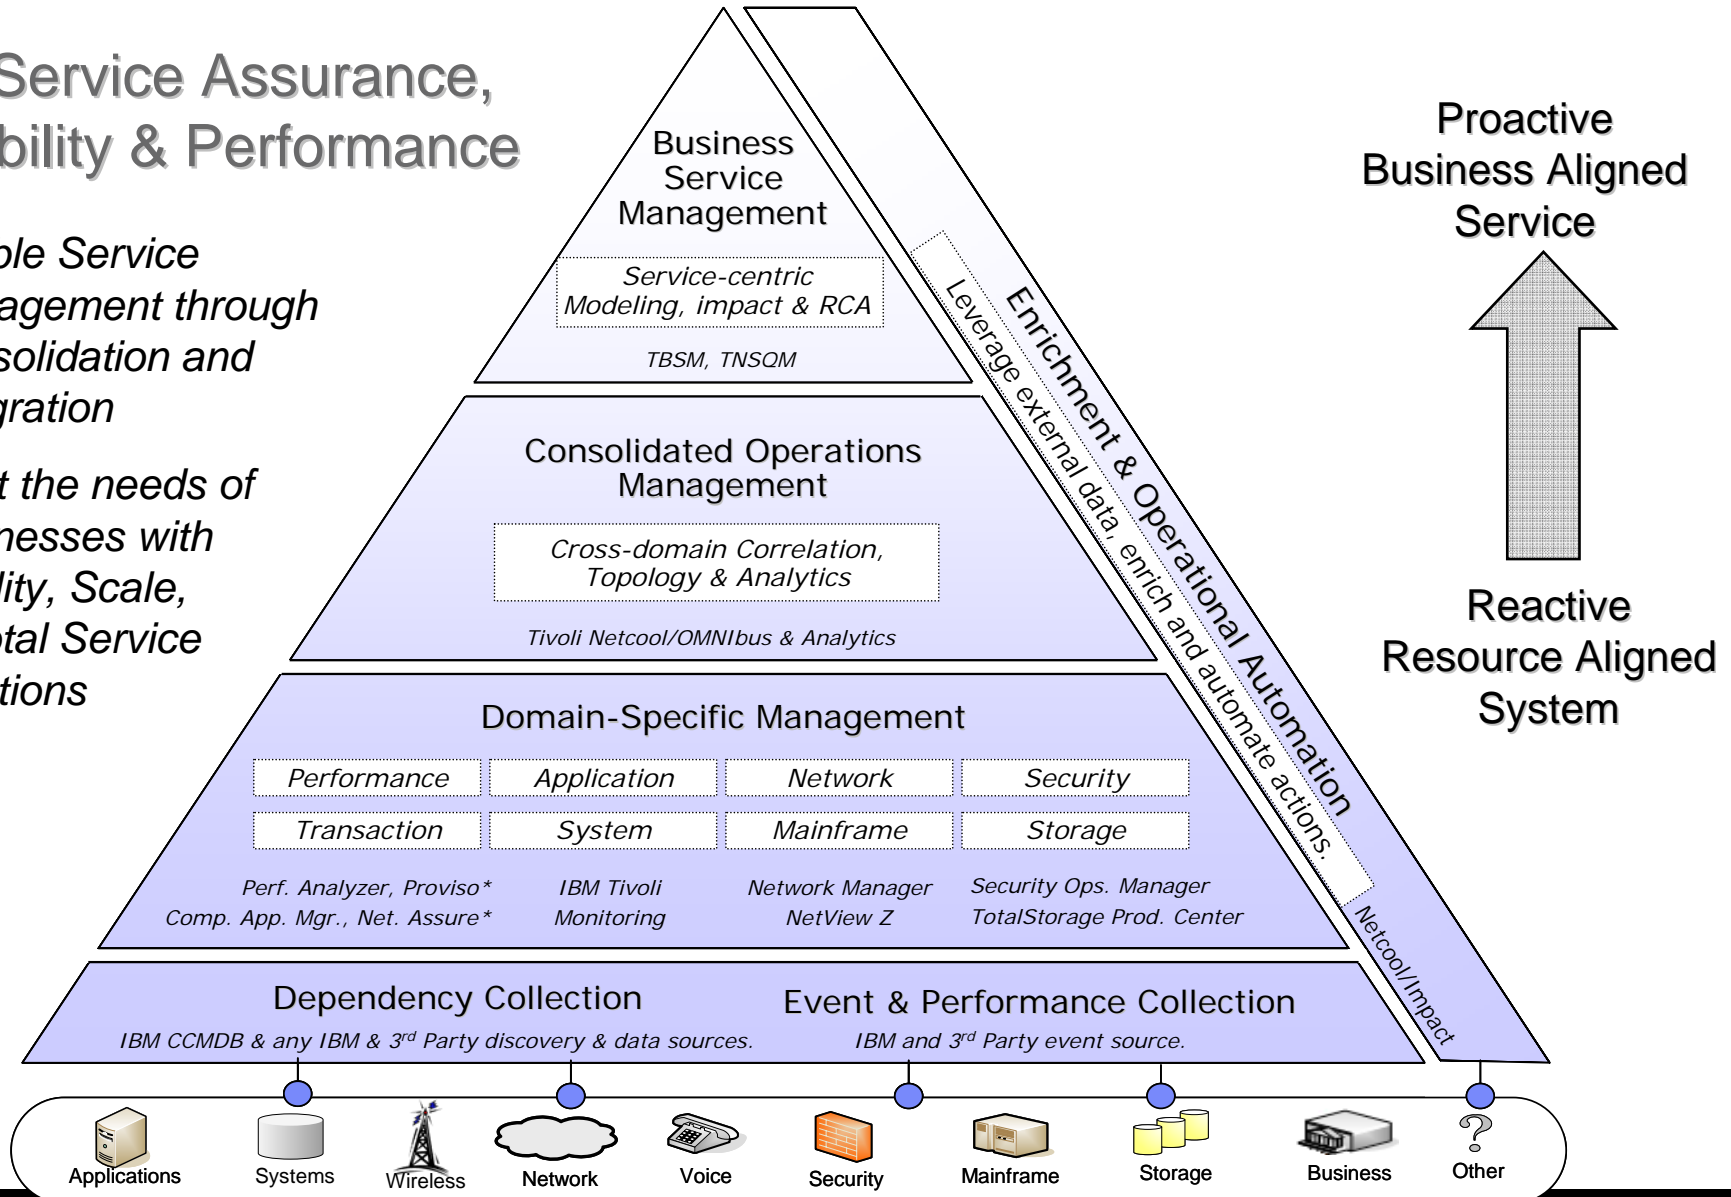 Service Assurance,
bility & Performance
ple Service
agement through
solidation and
gration
t the needs of
nesses with
lity, Scale,
otal Service
tions
Business
Service
Management
Service-centric
Modeling, impact & RCA
TBSM, TNSQM
Consolidated Operations
Management
Cross-domain Correlation,
Topology & Analytics
Tivoli Netcool/OMNIbus & Analytics
Domain-Specific Management
Performance Application Network Security
Transaction System Mainframe Storage
Perf. Analyzer, Proviso* IBM Tivoli Network Manager Security Ops. Manager
Comp. App. Mgr., Net. Assure* Monitoring NetView Z TotalStorage Prod. Center
Dependency Collection
IBM CCMDB & any IBM & 3rd Party discovery & data sources.
Event & Performance Collection
IBM and 3rd Party event source.
Enrichment & Operational Automation
Leverage external data, enrich and automate actions.
Netcool/Impact
Proactive
Business Aligned
Service
Reactive
Resource Aligned
System
Applications Systems Wireless Network Voice Security Mainframe Storage Business Other